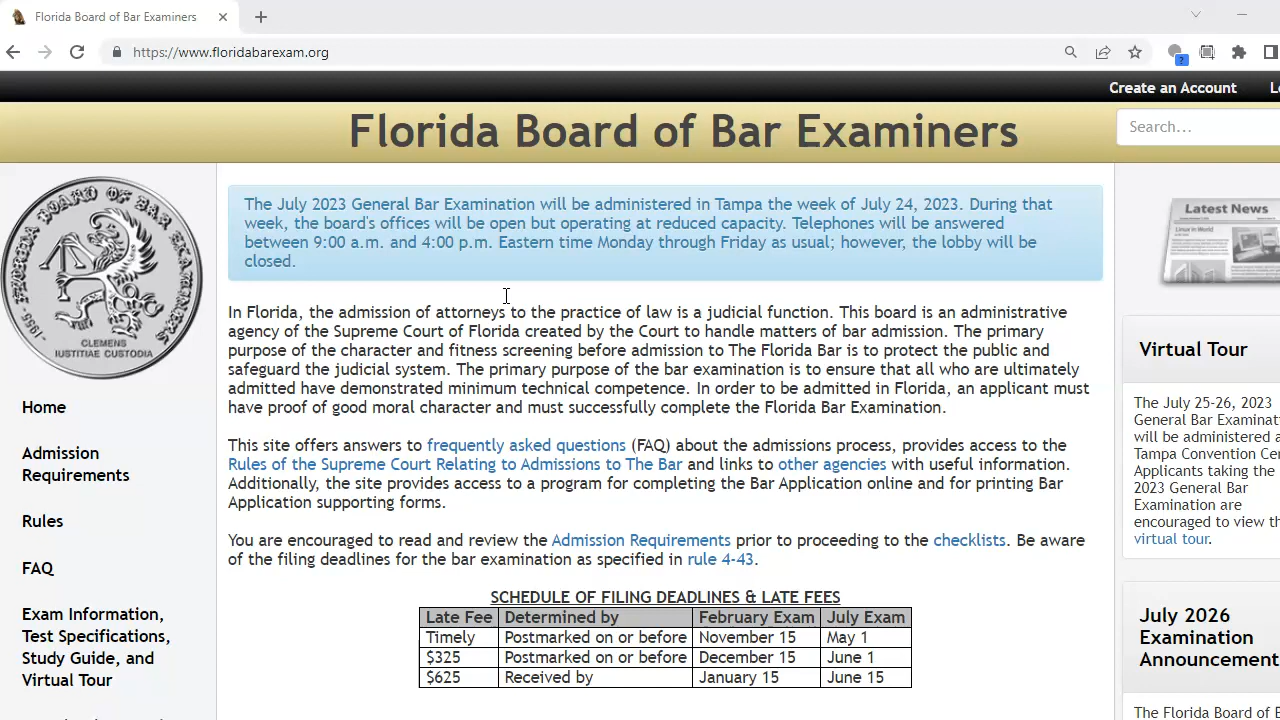 Florida Board of Bar Examiners
https://www.floridabarexam.org
?
Create an Account
Florida Board of Bar Examiners
Search...
FLORIDA BOARD OF BAR EXAMINERS
-1955-
CLEMENS
IUSTITIAE CUSTODIA
Home
Admission
Requirements
Rules
FAQ
Exam Information,
Test Specifications,
Study Guide, and
Virtual Tour
The July 2023 General Bar Examination will be administered in Tampa the week of July 24, 2023. During that
week, the board's offices will be open but operating at reduced capacity. Telephones will be answered
between 9:00 a.m. and 4:00 p.m. Eastern time Monday through Friday as usual; however, the lobby will be
closed.
In Florida, the admission of attorneys to the practice of law is a judicial function. This board is an administrative
agency of the Supreme Court of Florida created by the Court to handle matters of bar admission. The primary
purpose of the character and fitness screening before admission to The Florida Bar is to protect the public and
safeguard the judicial system. The primary purpose of the bar examination is to ensure that all who are ultimately
admitted have demonstrated minimum technical competence. In order to be admitted in Florida, an applicant must
have proof of good moral character and must successfully complete the Florida Bar Examination.
This site offers answers to frequently asked questions (FAQ) about the admissions process, provides access to the
Rules of the Supreme Court Relating to Admissions to The Bar and links to other agencies with useful information.
Additionally, the site provides access to a program for completing the Bar Application online and for printing Bar
Application supporting forms.
You are encouraged to read and review the Admission Requirements prior to proceeding to the checklists. Be aware
of the filing deadlines for the bar examination as specified in rule 4-43.
SCHEDULE OF FILING DEADLINES & LATE FEES
Late Fee Determined by February Exam July Exam
Timely Postmarked on or before November 15 May 1
$325 Postmarked on or before December 15 June 1
$625 Received by January 15 June 15
Latest News
Linux in World
Virtual Tour
The July 25-26, 2023
General Bar Examinat
will be administered a
Tampa Convention Cen
Applicants taking the
2023 General Bar
Examination are
encouraged to view th
virtual tour.
July 2026
Examination
Announcement
The Florida Board of B